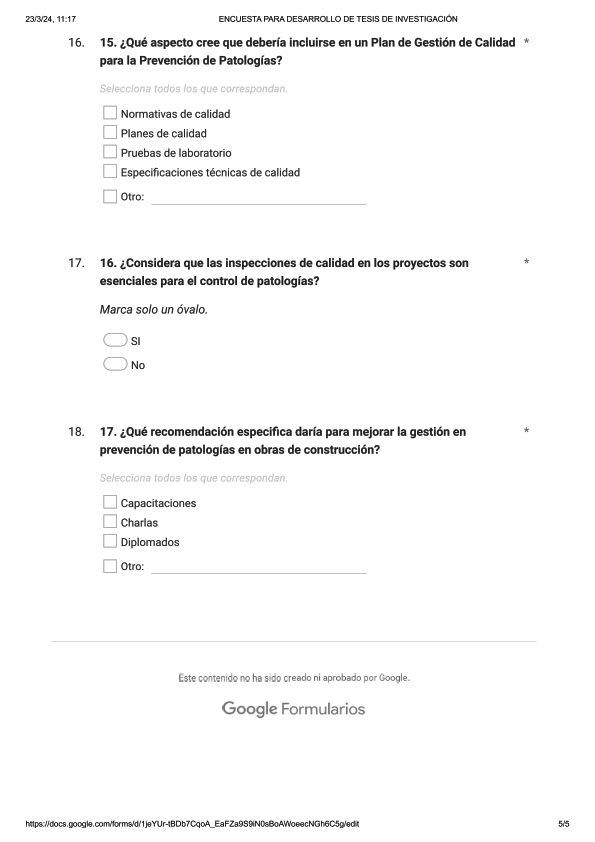 23/3/24, 11:17 ENCUESTA PARA DESARROLLO DE TESIS DE INVESTIGACIÓN
16. 15. ¿Qué aspecto cree que debería incluirse en un Plan de Gestión de Calidad *
para la Prevención de Patologías?
Selecciona todos los que correspondan.
Normativas de calidad
Planes de calidad
Pruebas de laboratorio
Especificaciones técnicas de calidad
Otro:
17. 16. ¿Considera que las inspecciones de calidad en los proyectos son *
esenciales para el control de patologías?
Marca solo un óvalo.
SI
No
18. 17. ¿Qué recomendación especifica daría para mejorar la gestión en *
prevención de patologías en obras de construcción?
Selecciona todos los que correspondan.
Capacitaciones
Charlas
Diplomados
Otro:
Este contenido no ha sido creado ni aprobado por Google.
Google Formularios
https://docs.google.com/forms/d/1jeYUr-tBDb7CqoA_EaFZa9S9iN0sBoAWoeecNGh6C5g/edit 5/5